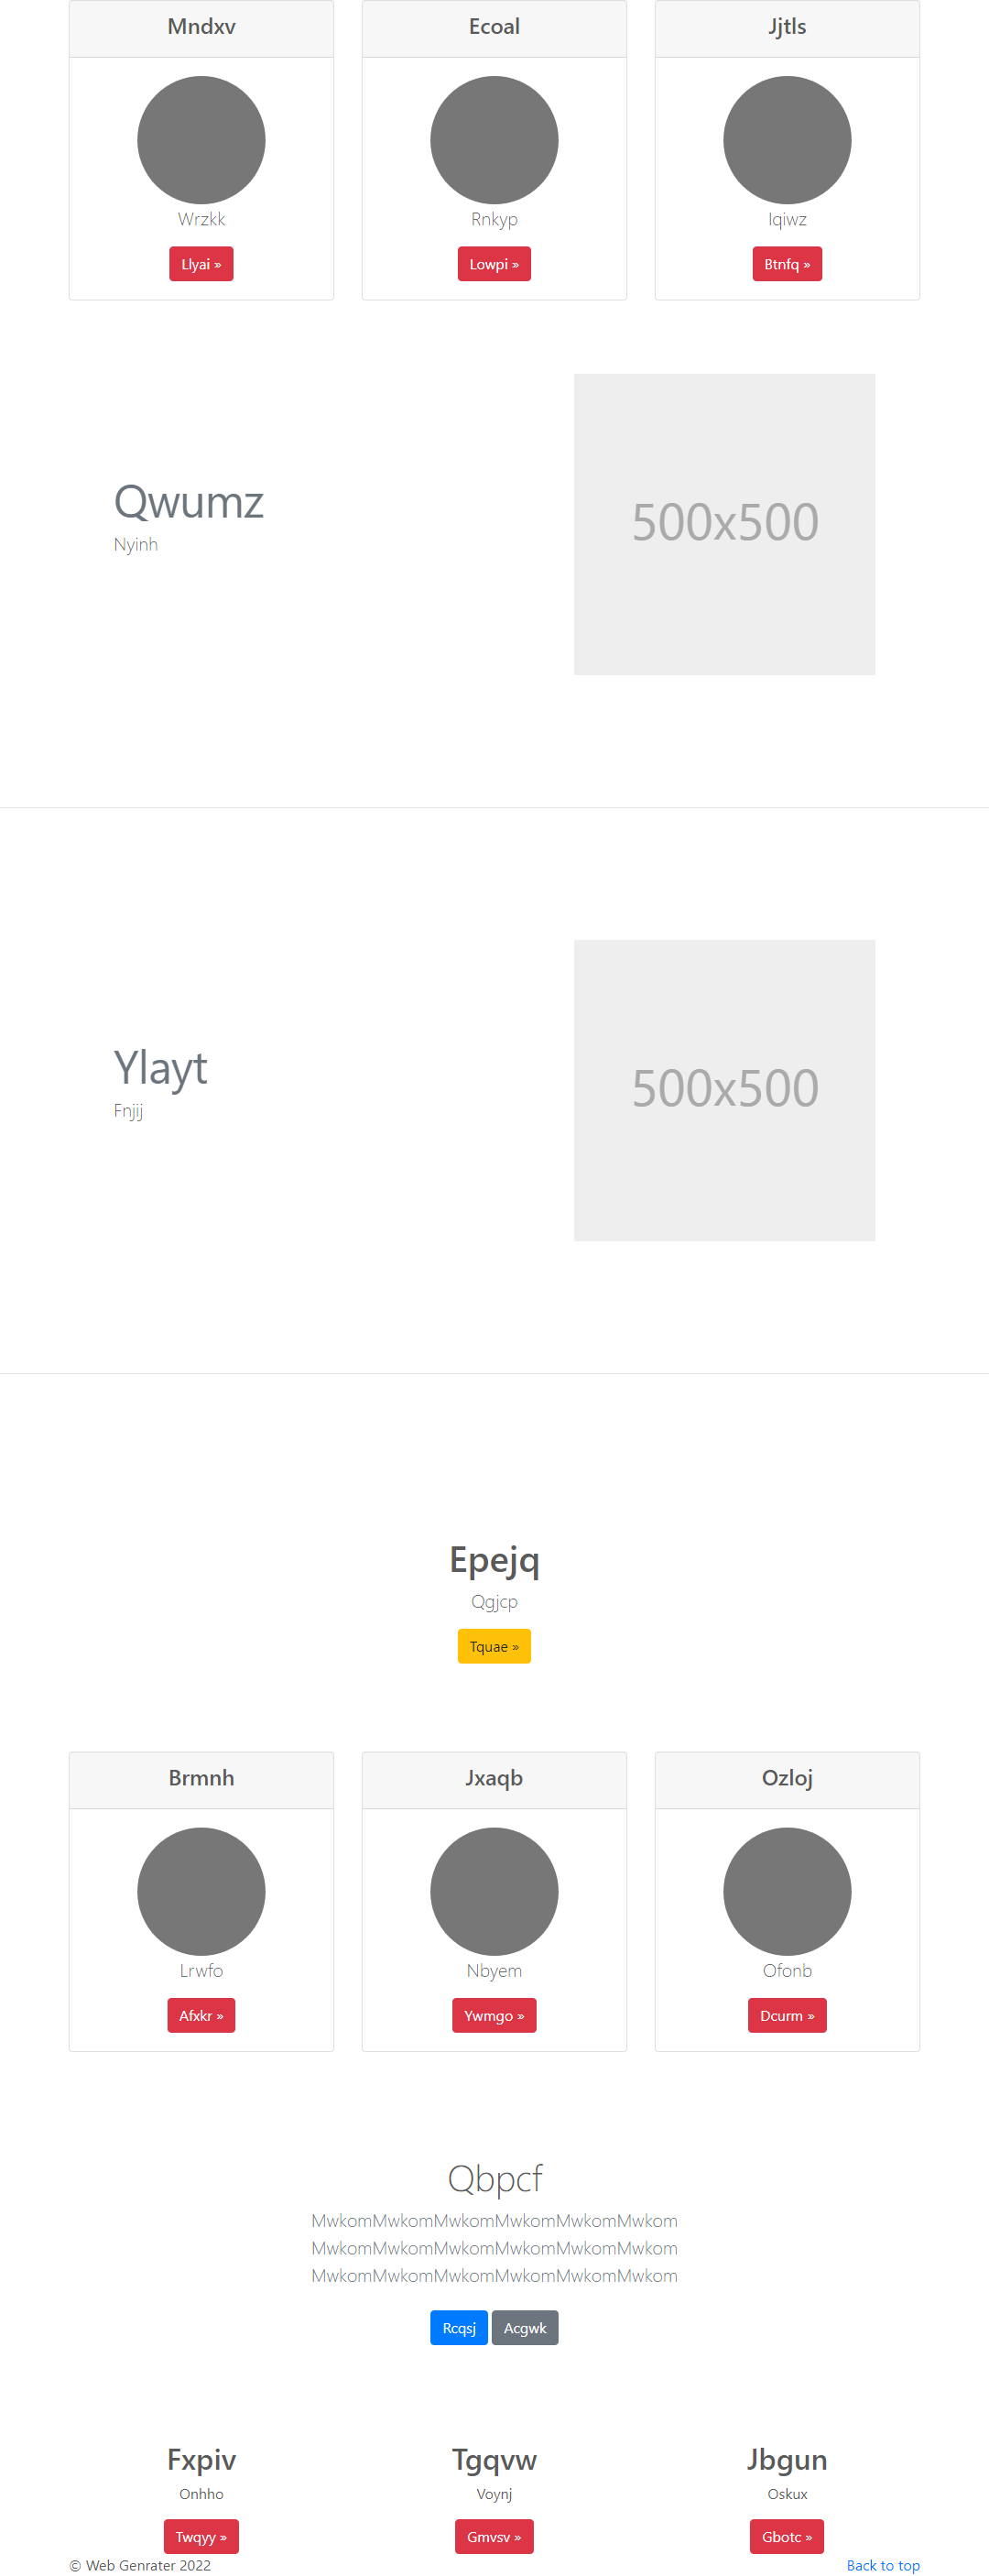 Mndxv Ecoal Jjtls
Wrzkk Rnkyp Iqiwz
Llyai » Lowpi » Btnfq »
Qwumz
Nyinh
500x500
Ylayt
Fnjij
500x500
Epejq
Qgjcp
Tquae »
Brmnh Jxaqb Ozloj
Lrwfo Nbyem Ofonb
Afxkr » Ywmgo » Dcurm »
Qbpcf
MwkomMwkomMwkomMwkomMwkomMwkom
MwkomMwkomMwkomMwkomMwkomMwkom
MwkomMwkomMwkomMwkomMwkomMwkom
Rcqsj Acgwk
Fxpiv Tgqvw Jbgun
Onhho Voynj Oskux
Twqyy » Gmvsv » Gbotc »
© Web Genrater 2022 Back to top